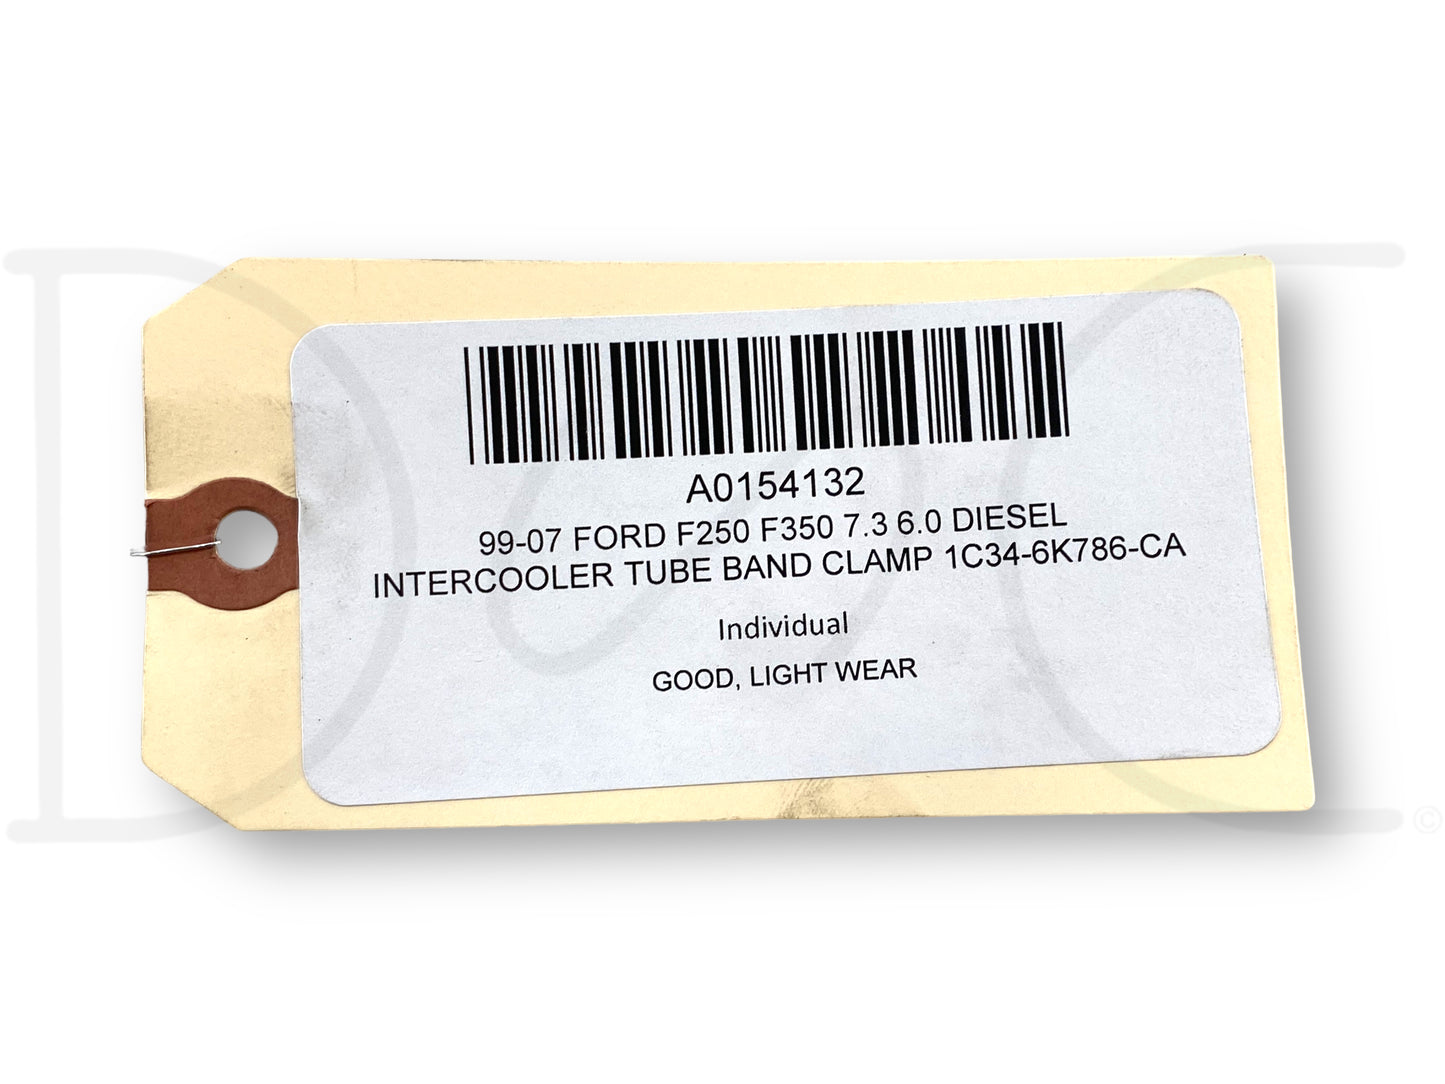 A0154132
99-07 FORD F250 F350 7.3 6.0 DIESEL
INTERCOOLER TUBE BAND CLAMP 1C34-6K786-CA
Individual
GOOD, LIGHT WEAR
©